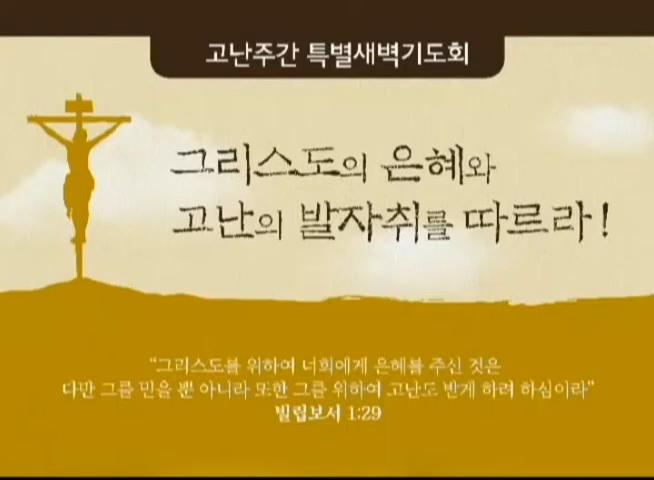 고난주간 특별새벽기도회
그리스도의 은혜와
고난의 발자취를 따르라!
“그리스도를 위하여 너희에게 은혜를 주신 것은
다만 그를 믿을 뿐 아니라 또한 그를 위하여 고난도 받게 하려 하심이라”
빌립보서 1:29